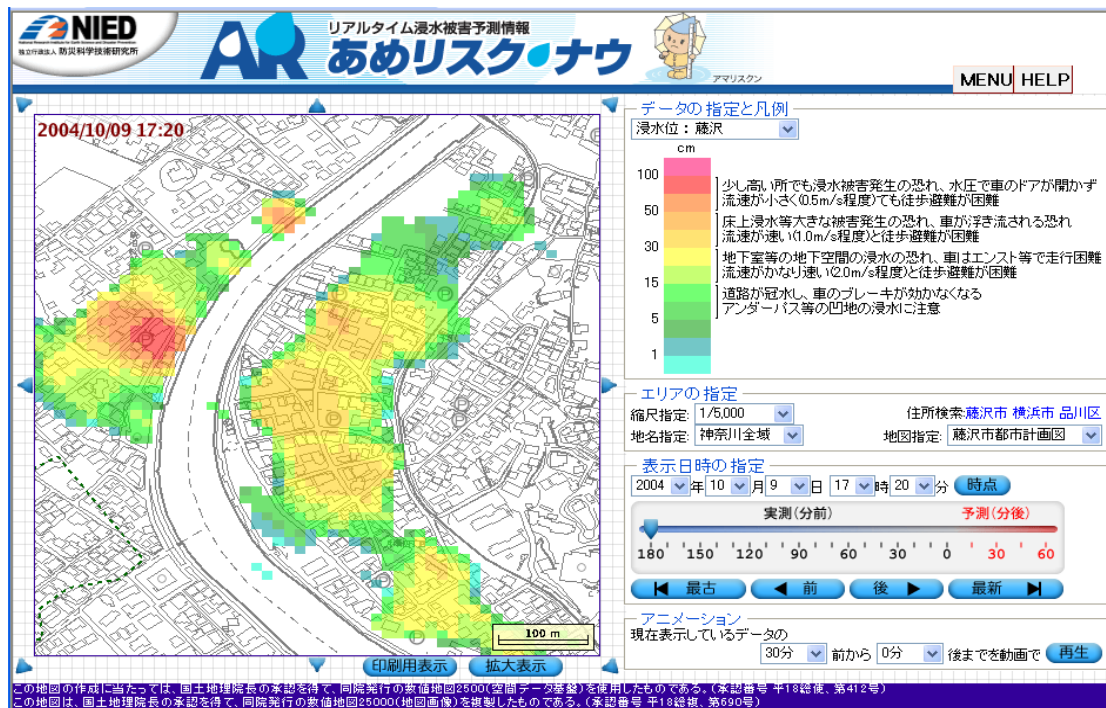 NIED
National Research Institute for Earth Science and Disaster Prevention
独立行政法人 防災科学技術研究所
AR
リアルタイム浸水被害予測情報
あめリスク・ナウ
アマリスクン
MENU HELP
2004/10/09 17:20
100 m
印刷用表示 拡大表示
データの指定と凡例
浸水位：藤沢
cm
100
50
30
15
5
1
少し高い所でも浸水被害発生の恐れ、水圧で車のドアが開かず
流速が小さく(0.5m/s程度)ても徒歩避難が困難
床上浸水等大きな被害発生の恐れ、車が浮き流される恐れ
流速が速い(1.0m/s程度)と徒歩避難が困難
地下室等の地下空間の浸水の恐れ、車はエンスト等で走行困難
流速がかなり速い(2.0m/s程度)と徒歩避難が困難
道路が冠水し、車のブレーキが効かなくなる
アンダーパス等の凹地の浸水に注意
エリアの指定
縮尺指定: 1/5,000 住所検索:藤沢市 横浜市 品川区
地名指定: 神奈川全域 地図指定: 藤沢市都市計画図
表示日時の指定
2004 年 10 月 9 日 17 時 20 分 時点
実測(分前) 予測(分後)
180 150 120 90 60 30 0 30 60
最古 前 後 最新
アニメーション
現在表示しているデータの
30分 前から 0分 後までを動画で 再生
この地図の作成に当たっては、国土地理院長の承認を得て、同院発行の数値地図2500(空間データ基盤)を使用したものである。(承認番号 平18総使、第412号)
この地図は、国土地理院長の承認を得て、同院発行の数値地図25000(地図画像)を複製したものである。(承認番号 平18総複、第690号)